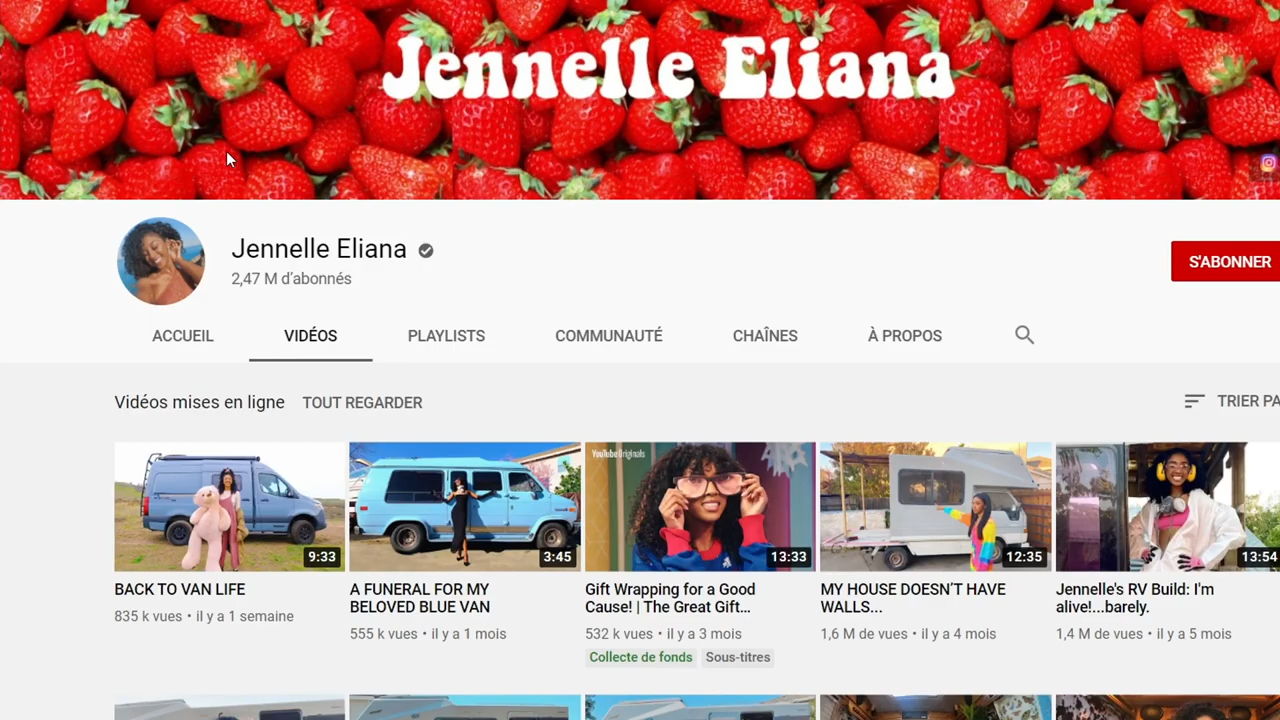 Jennelle Eliana
Jennelle Eliana
2,47 M d'abonnés
S'ABONNER
ACCUEIL
VIDÉOS
PLAYLISTS
COMMUNAUTÉ
CHAÎNES
À PROPOS
Vidéos mises en ligne
TOUT REGARDER
TRIER PA
9:33
3:45
YouTube Originals
13:33
12:35
13:54
BACK TO VAN LIFE
835 k vues • il y a 1 semaine
A FUNERAL FOR MY
BELOVED BLUE VAN
555 k vues • il y a 1 mois
Gift Wrapping for a Good
Cause! | The Great Gift...
532 k vues • il y a 3 mois
Collecte de fonds
Sous-titres
MY HOUSE DOESN'T HAVE
WALLS...
1,6 M de vues • il y a 4 mois
Jennelle's RV Build: I'm
alive!...barely.
1,4 M de vues • il y a 5 mois